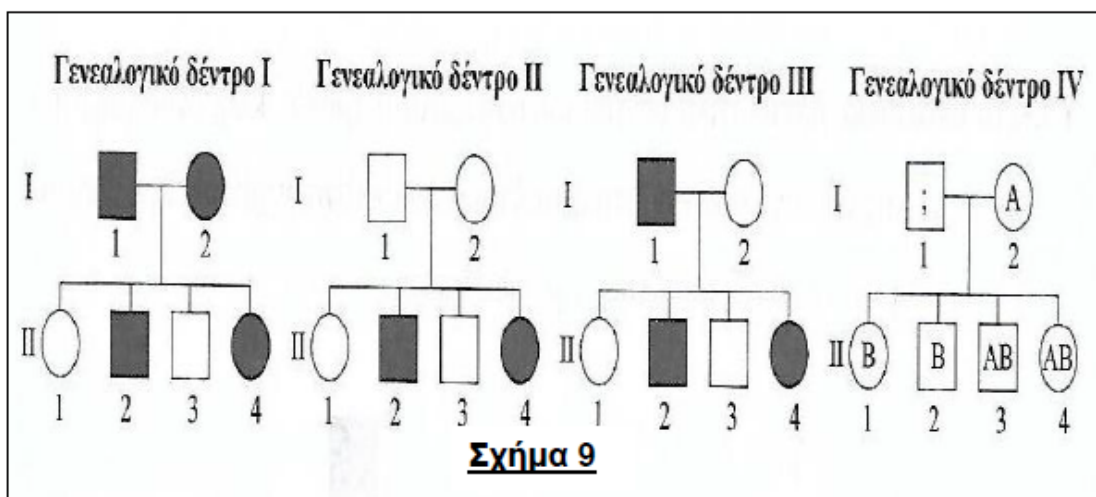 Γενεαλογικό δέντρο I Γενεαλογικό δέντρο II Γενεαλογικό δέντρο III Γενεαλογικό δέντρο IV
I I I I ; A
1 2 1 2 1 2 1 2
II II II II B B AB AB
1 2 3 4 1 2 3 4 1 2 3 4 1 2 3 4
Σχήμα 9